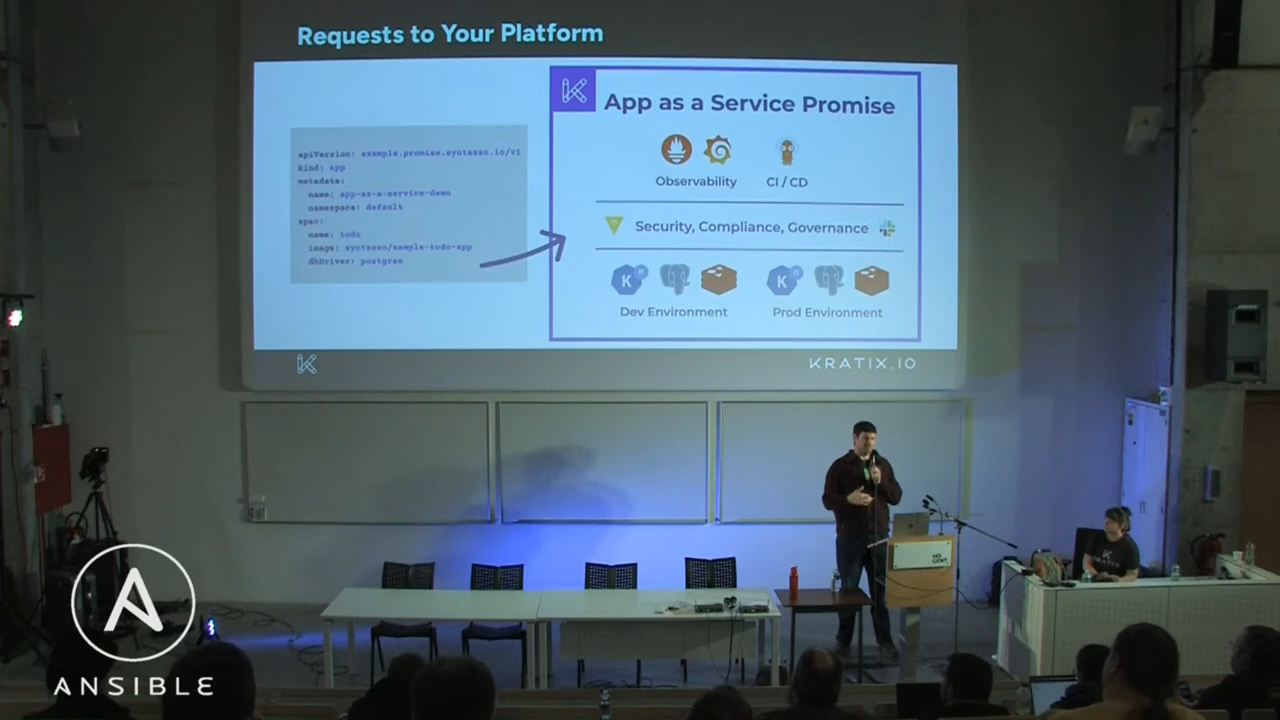 Requests to Your Platform
apiVersion: example.promise.syntasso.io/v1
kind: app
metadata:
name: app-as-a-service-demo
namespace: default
spec:
name: todo
image: syntasso/sample-todo-app
dbDriver: postgres
App as a Service Promise
Observability
CI / CD
Security, Compliance, Governance
Dev Environment
Prod Environment
KRATIX.IO
HO
GENT
ANSIBLE